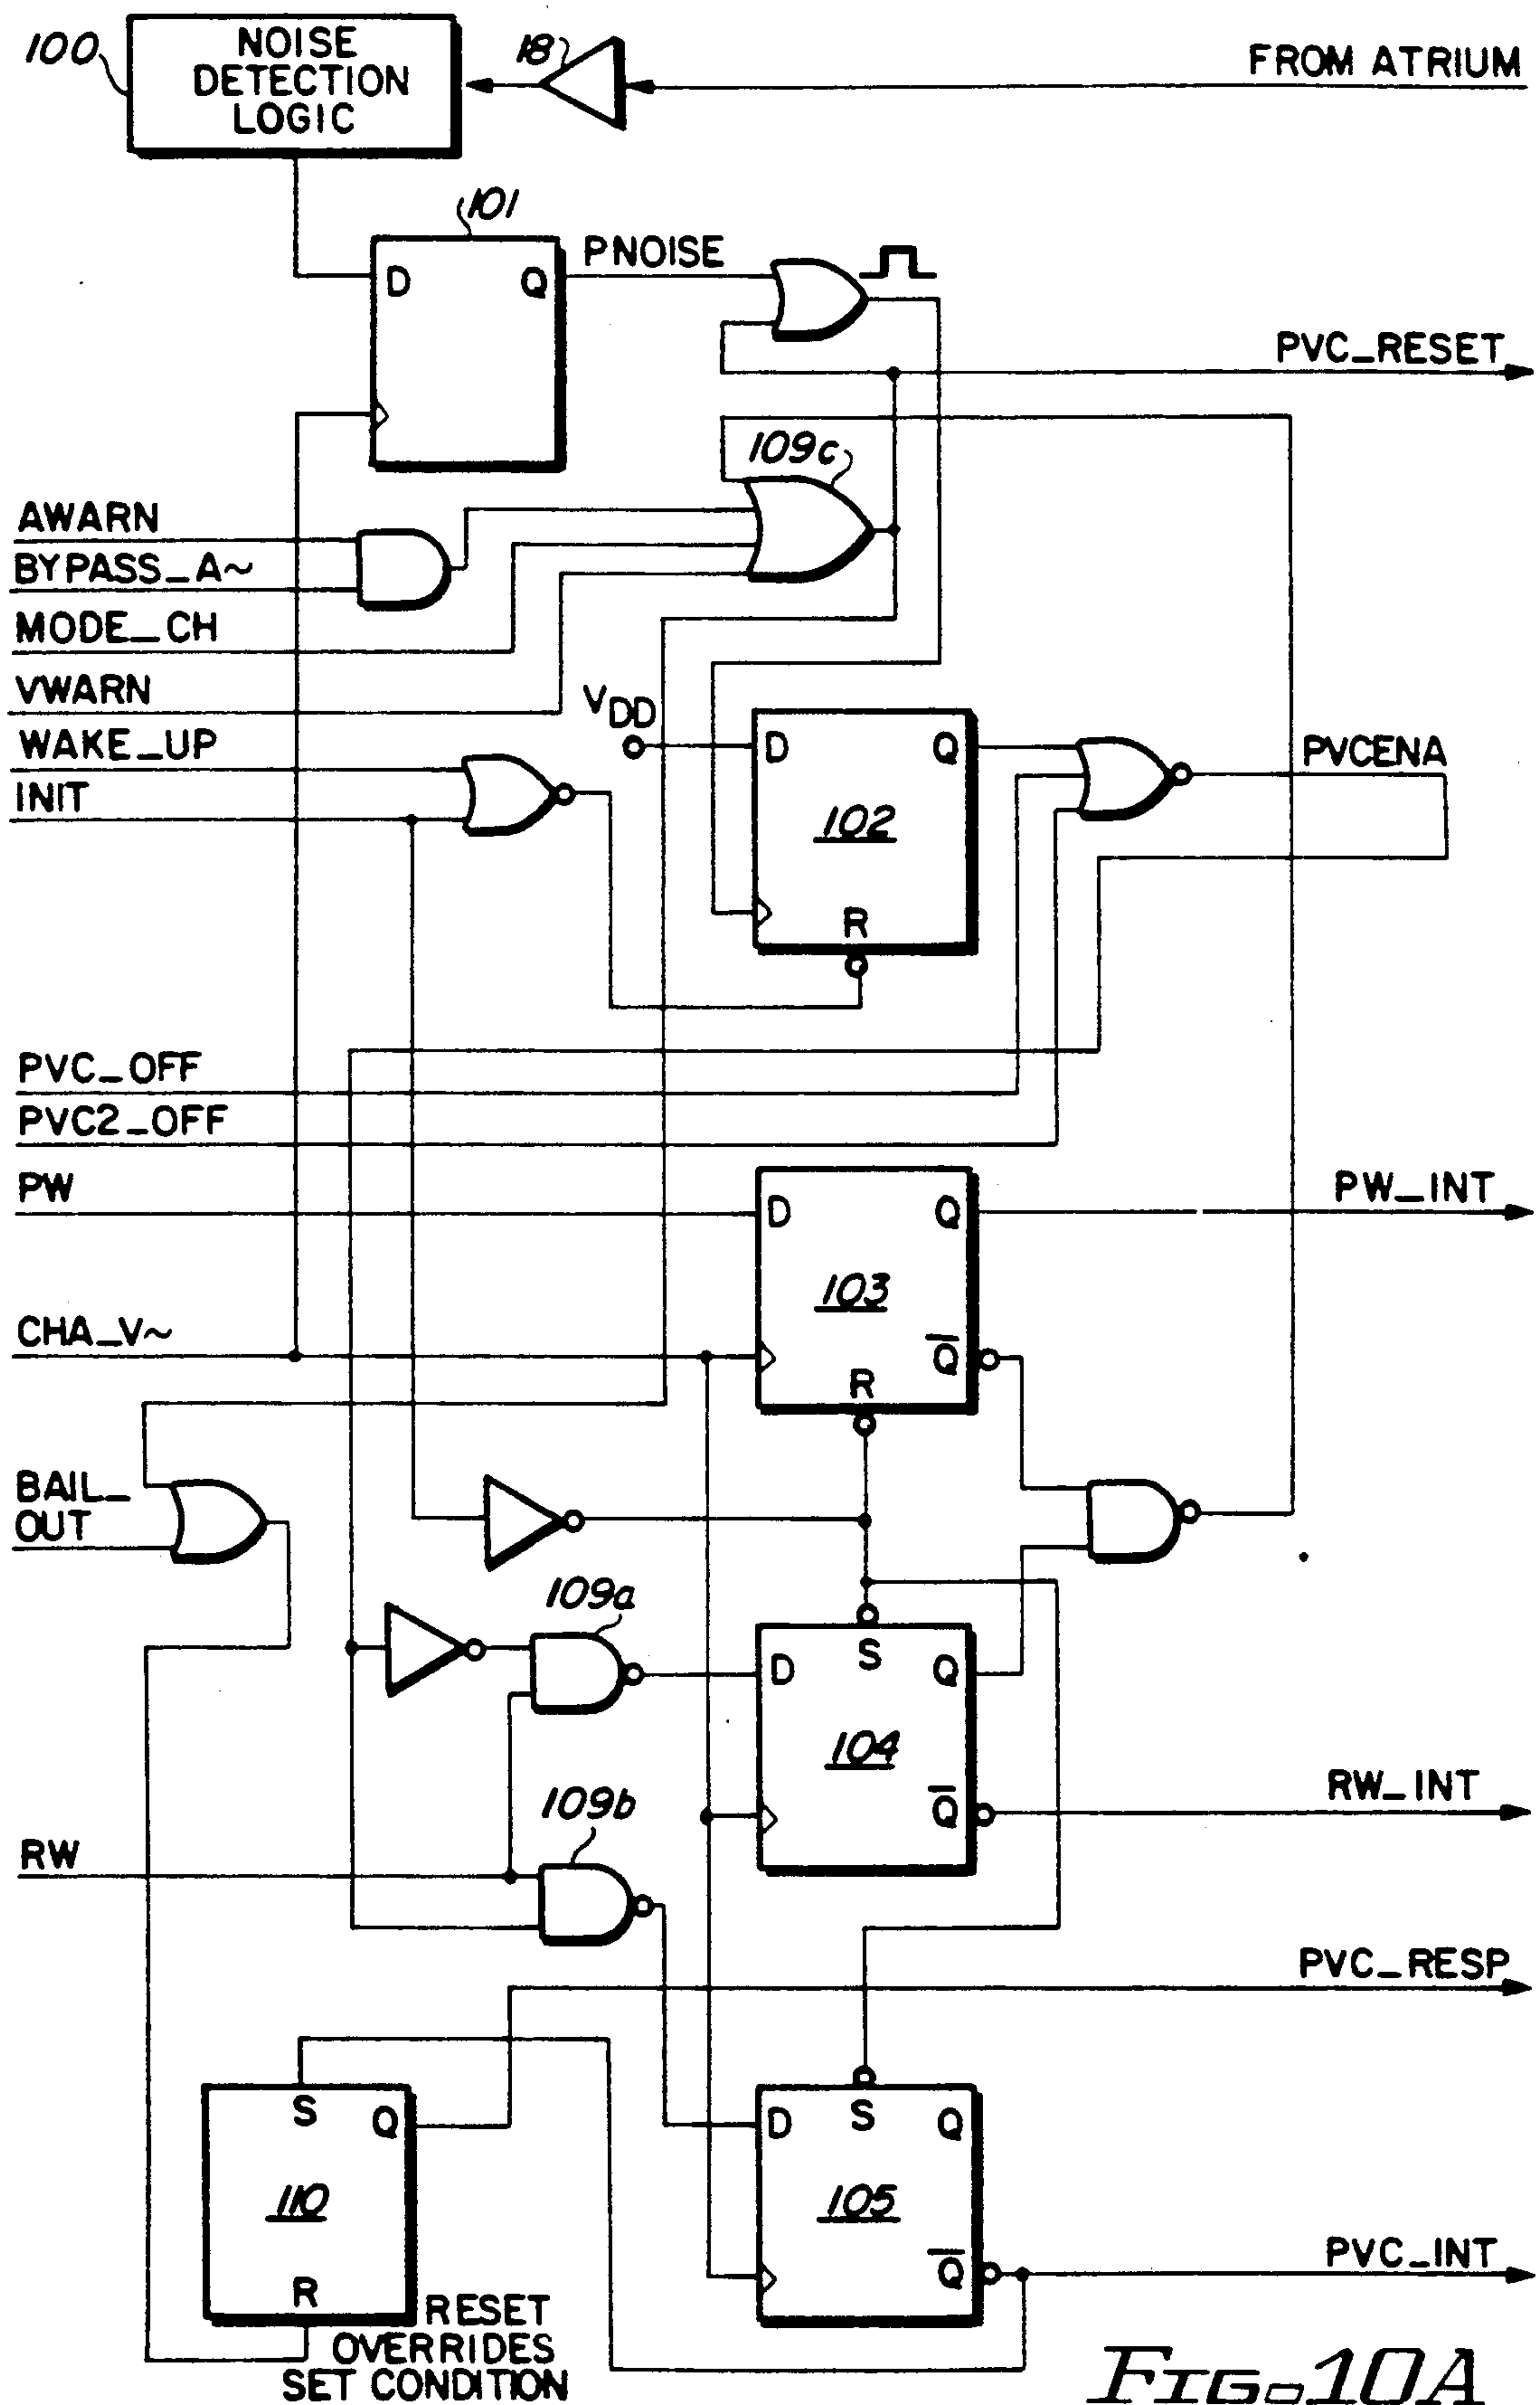 100
NOISE
DETECTION
LOGIC
18
FROM ATRIUM
101
D
Q
PNOISE
PVC_RESET
109c
AWARN
BYPASS_A~
MODE_CH
VWARN
WAKE_UP
INIT
VDD
D
Q
102
R
PVCENA
PVC_OFF
PVC2_OFF
PW
D
Q
PW_INT
103
CHA_V~
Q̅
R
BAIL_
OUT
109a
D
S
Q
104
Q̅
RW_INT
109b
RW
PVC_RESP
S
Q
110
R
RESET
OVERRIDES
SET CONDITION
D
S
Q
105
Q̅
PVC_INT
FIG. 10A